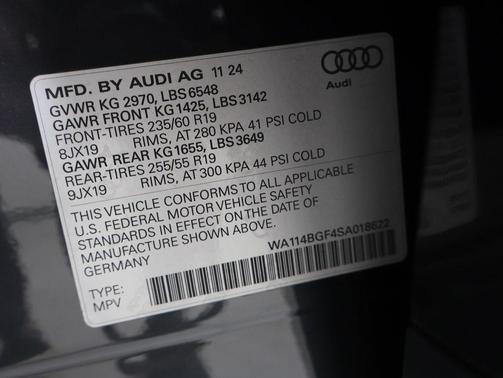 MFD. BY AUDI AG 11 24
GVWR KG 2970, LBS 6548
GAWR FRONT KG 1425, LBS 3142
FRONT-TIRES 235/60 R19
8JX19 RIMS, AT 280 KPA 41 PSI COLD
GAWR REAR KG 1655, LBS 3649
REAR-TIRES 255/55 R19
9JX19 RIMS, AT 300 KPA 44 PSI COLD
THIS VEHICLE CONFORMS TO ALL APPLICABLE
U.S. FEDERAL MOTOR VEHICLE SAFETY
STANDARDS IN EFFECT ON THE DATE OF
MANUFACTURE SHOWN ABOVE.
GERMANY
WA114BGF4SA018622
TYPE:
MPV
Audi